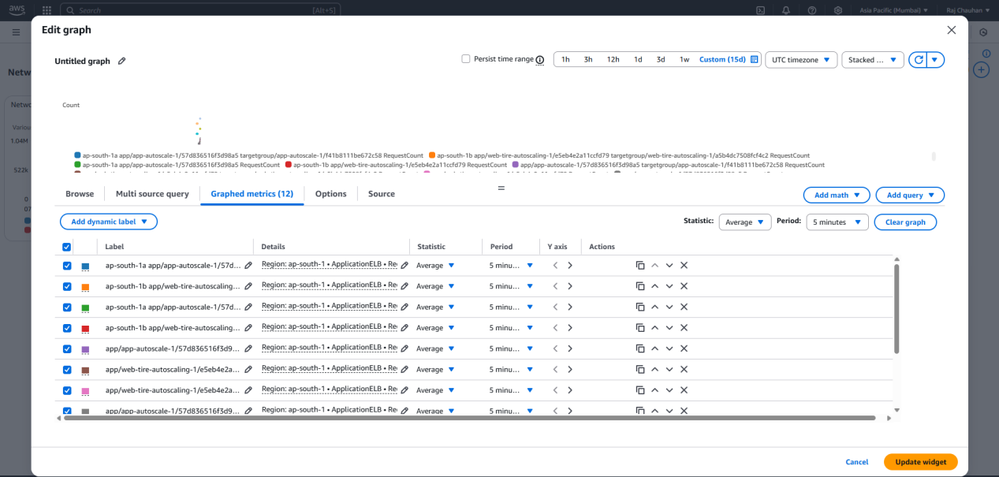 aws
Search [Alt+S]
Asia Pacific (Mumbai) Raj Chauhan
Edit graph
Netw
Untitled graph
Persist time range 1h 3h 12h 1d 3d 1w Custom (15d) UTC timezone Stacked ...
Netwo
Variou
1.04M
522k
0
07
Count
ap-south-1a app/app-autoscale-1/57d836516f3d98a5 targetgroup/app-autoscale-1/f41b8111be672c58 RequestCount ap-south-1b app/web-tire-autoscaling-1/e5eb4e2a11ccfd79 targetgroup/web-tire-autoscaling-1/a5b4dc7508fcf4c2 RequestCount
ap-south-1a app/app-autoscale-1/57d836516f3d98a5 RequestCount ap-south-1b app/web-tire-autoscaling-1/e5eb4e2a11ccfd79 RequestCount app/app-autoscale-1/57d836516f3d98a5 targetgroup/app-autoscale-1/f41b8111be672c58 RequestCount
Browse Multi source query Graphed metrics (12) Options Source Add math Add query
Add dynamic label Statistic: Average Period: 5 minutes Clear graph
Label Details Statistic Period Y axis Actions
ap-south-1a app/app-autoscale-1/57d... Region: ap-south-1 • ApplicationELB • Re Average 5 minu...
ap-south-1b app/web-tire-autoscaling... Region: ap-south-1 • ApplicationELB • Re Average 5 minu...
ap-south-1a app/app-autoscale-1/57d... Region: ap-south-1 • ApplicationELB • Re Average 5 minu...
ap-south-1b app/web-tire-autoscaling... Region: ap-south-1 • ApplicationELB • Re Average 5 minu...
app/app-autoscale-1/57d836516f3d9... Region: ap-south-1 • ApplicationELB • Re Average 5 minu...
app/web-tire-autoscaling-1/e5eb4e2a... Region: ap-south-1 • ApplicationELB • Re Average 5 minu...
app/web-tire-autoscaling-1/e5eb4e2a... Region: ap-south-1 • ApplicationELB • Re Average 5 minu...
app/app-autoscale-1/57d836516f3d9... Region: ap-south-1 • ApplicationELB • Re Average 5 minu...
Cancel Update widget